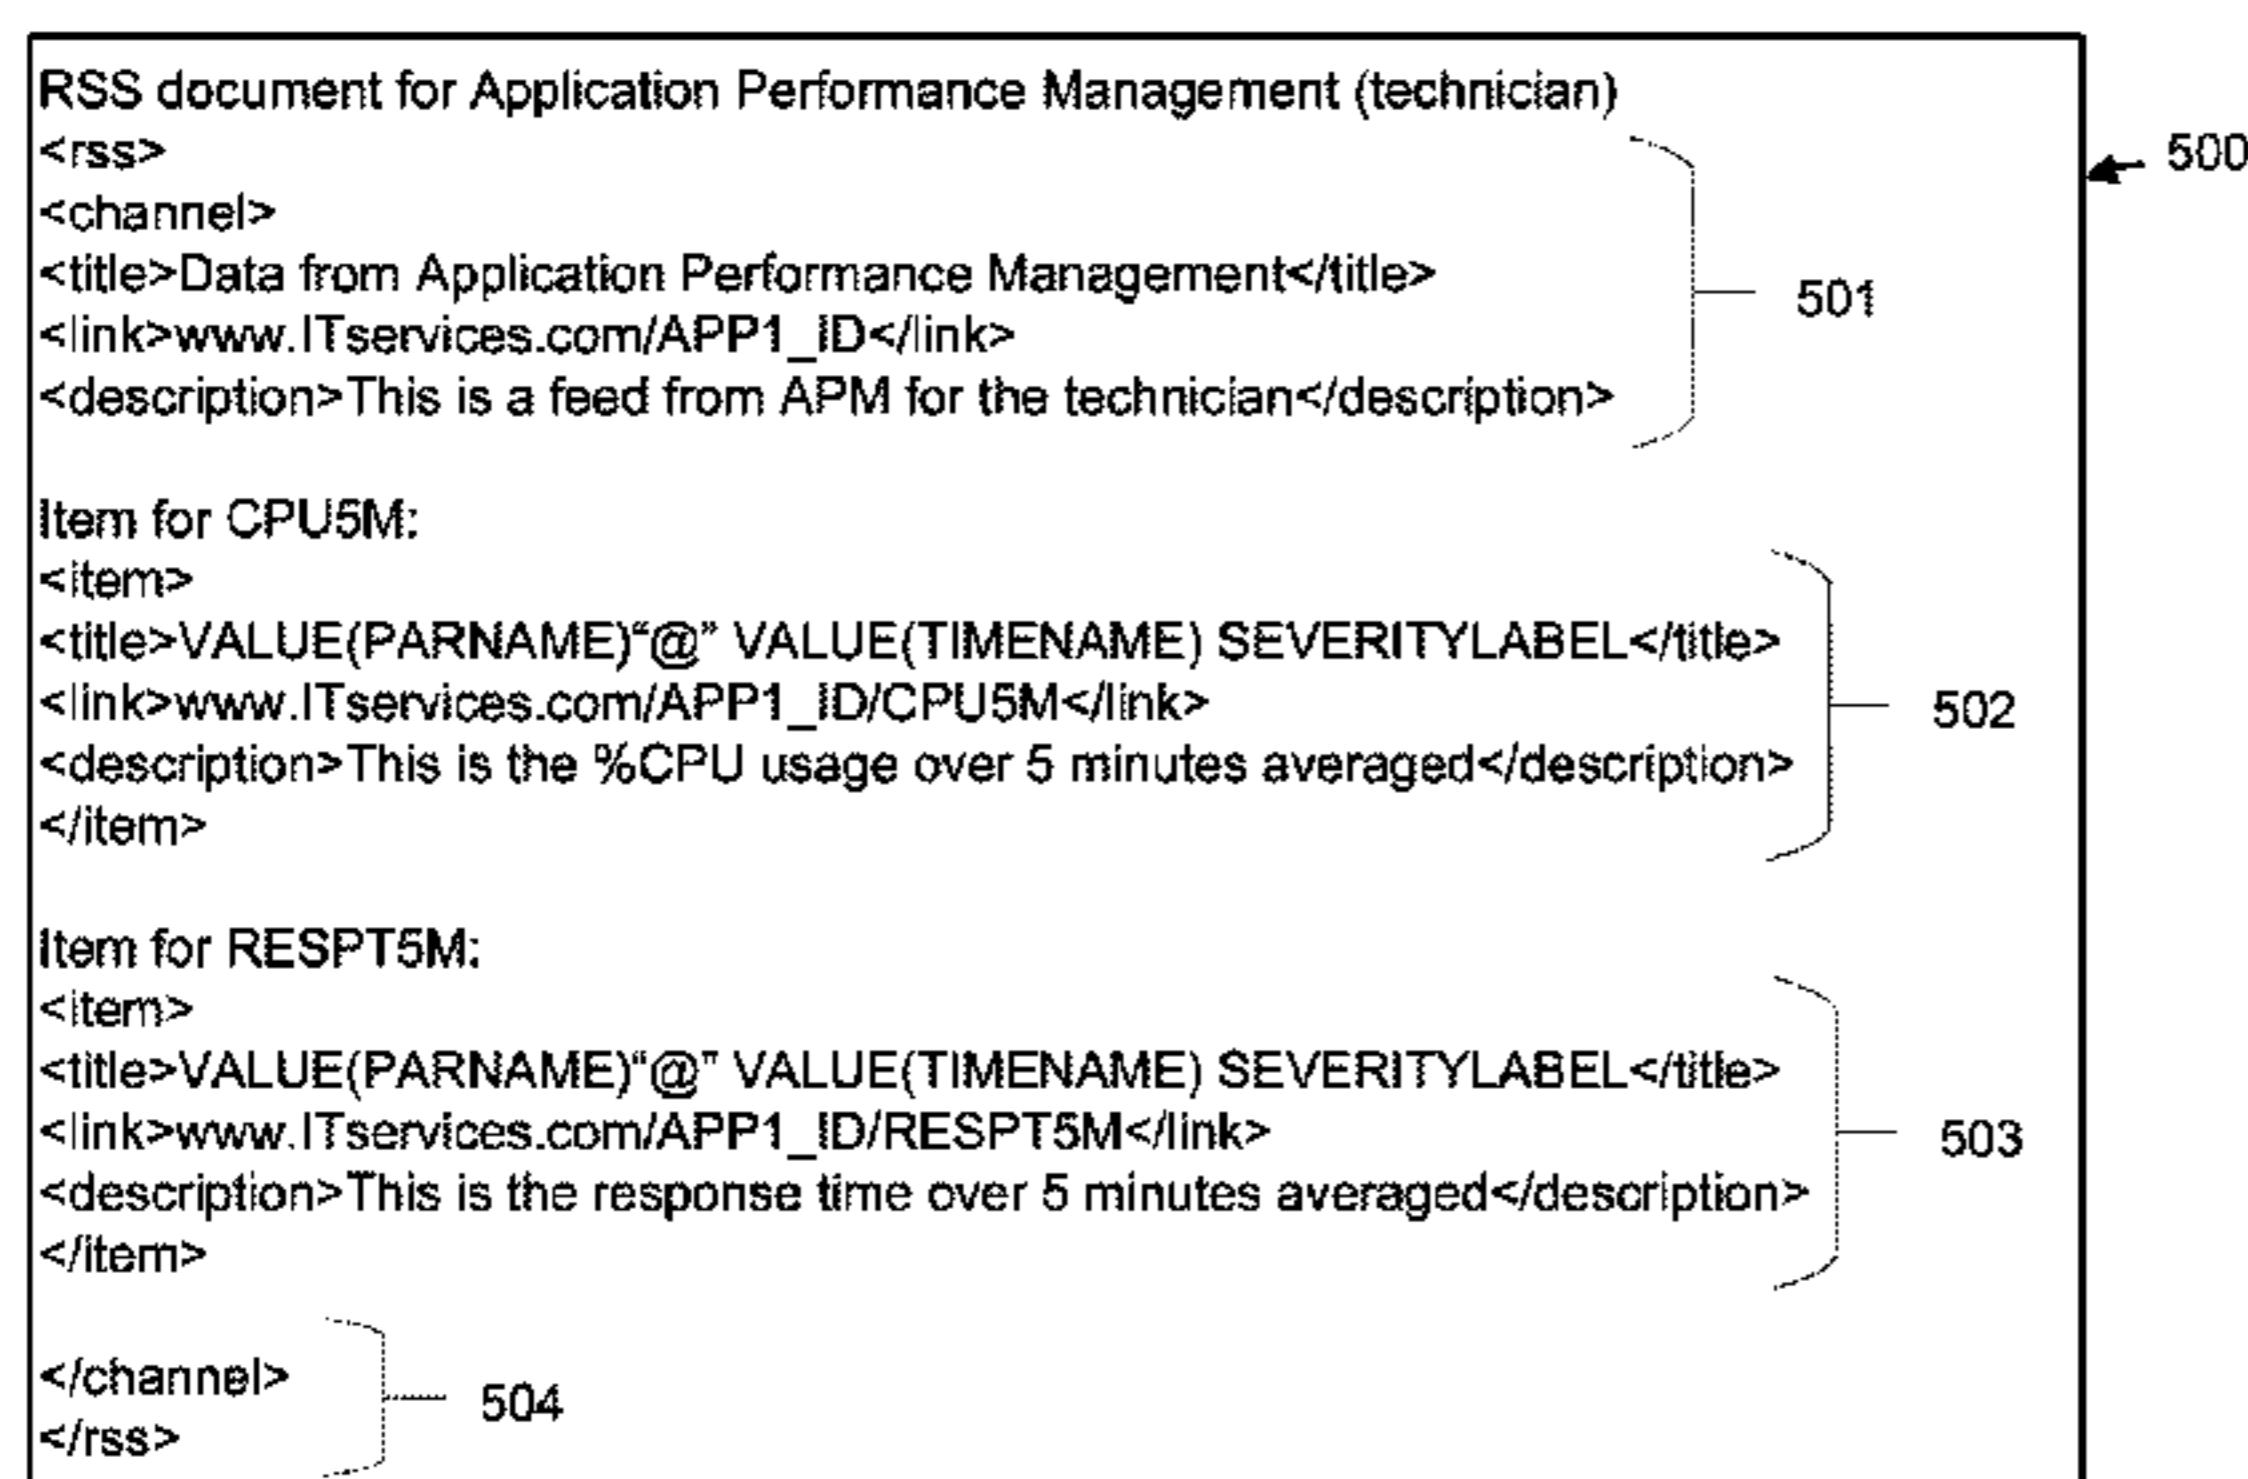 RSS document for Application Performance Management (technician)
<rss>
500
<channel>
<title>Data from Application Performance Management</title>
501
<link>www.ITservices.com/APP1_ID</link>
<description>This is a feed from APM for the technician</description>
Item for CPU5M:
<item>
<title>VALUE(PARNAME)“@” VALUE(TIMENAME) SEVERITYLABEL</title>
<link>www.ITservices.com/APP1_ID/CPU5M</link>
502
<description>This is the %CPU usage over 5 minutes averaged</description>
</item>
Item for RESPT5M:
<item>
<title>VALUE(PARNAME)“@” VALUE(TIMENAME) SEVERITYLABEL</title>
<link>www.ITservices.com/APP1_ID/RESPT5M</link>
503
<description>This is the response time over 5 minutes averaged</description>
</item>
</channel>
504
</rss>